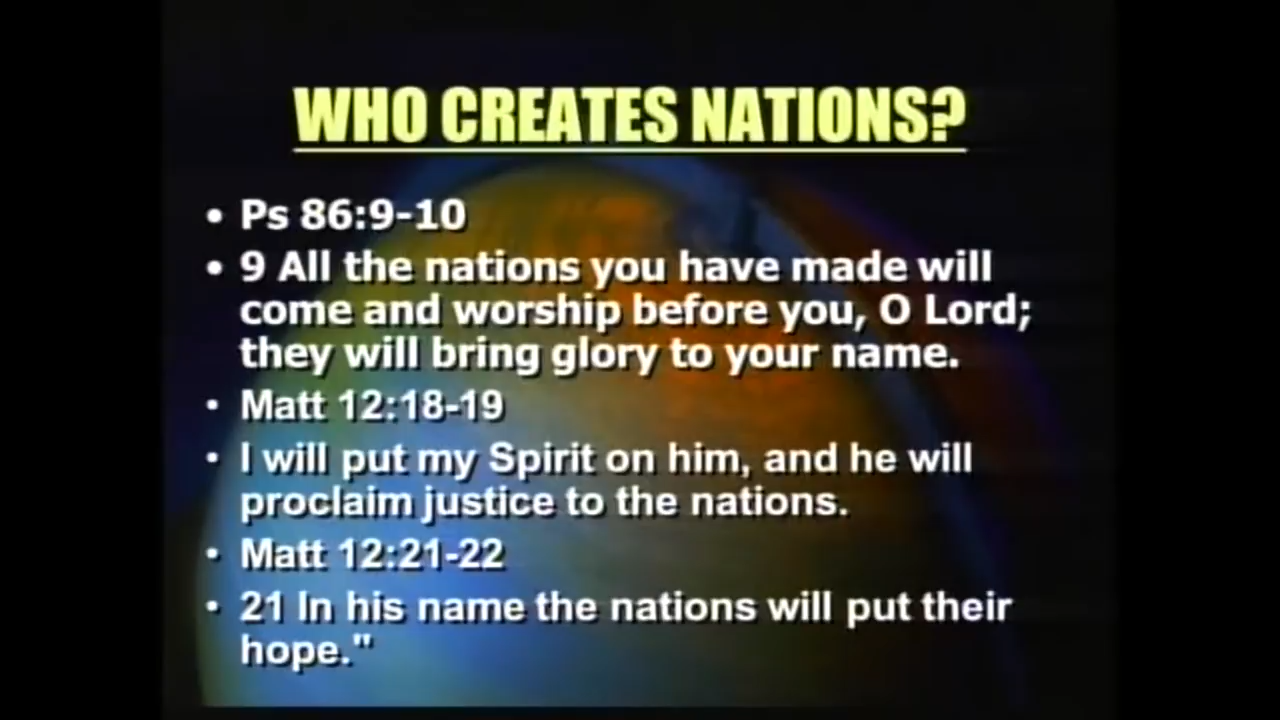 WHO CREATES NATIONS?
• Ps 86:9-10
• 9 All the nations you have made will
come and worship before you, O Lord;
they will bring glory to your name.
• Matt 12:18-19
• I will put my Spirit on him, and he will
proclaim justice to the nations.
• Matt 12:21-22
• 21 In his name the nations will put their
hope."